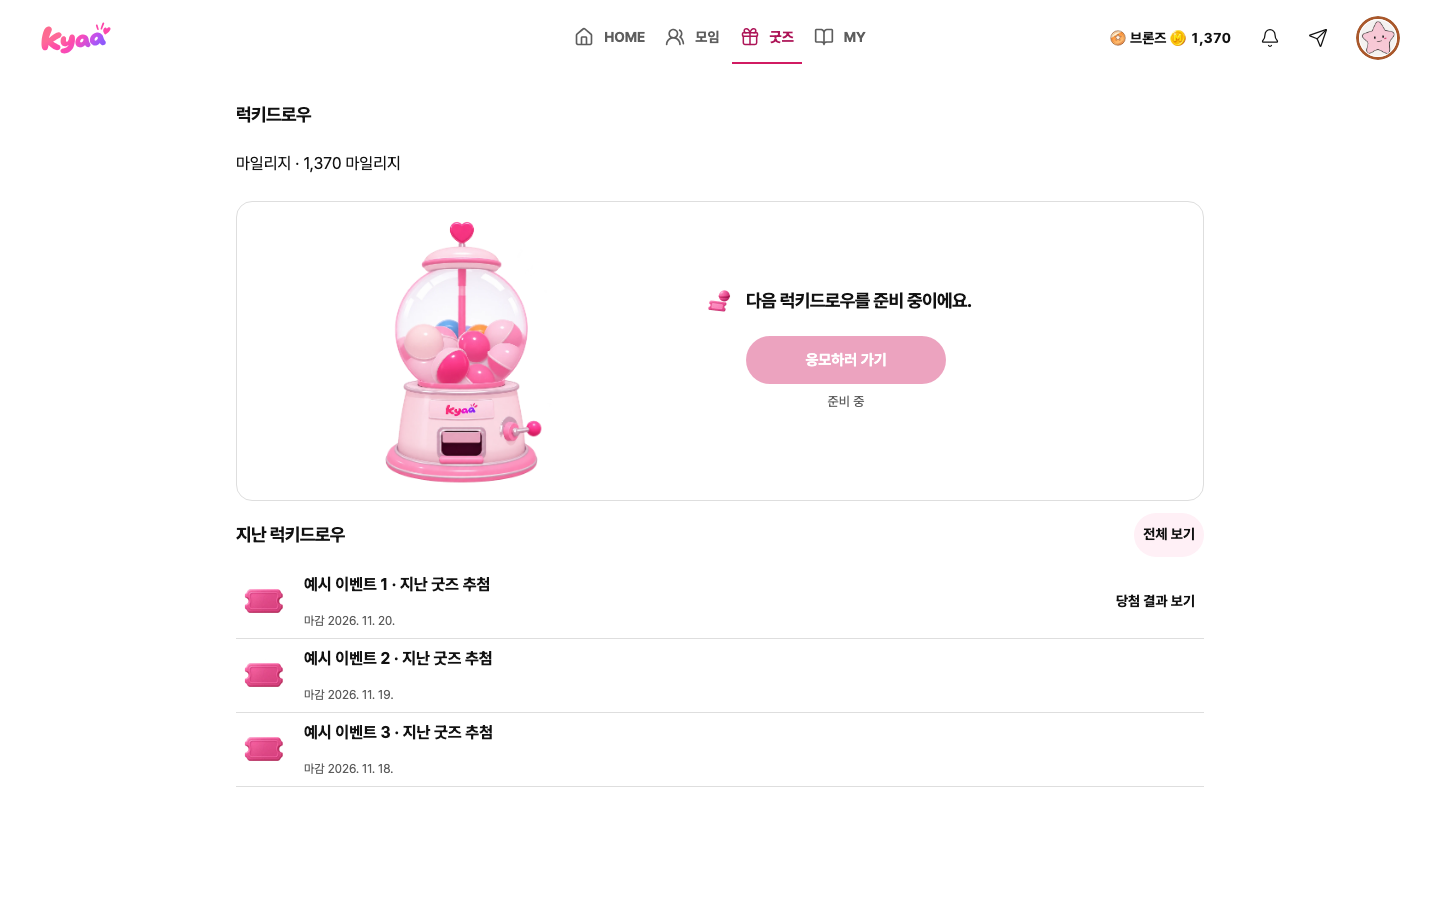 kyaa
HOME
모임
굿즈
MY
브론즈 1,370
럭키드로우
마일리지 · 1,370 마일리지
kyaa
다음 럭키드로우를 준비 중이에요.
응모하러 가기
준비 중
지난 럭키드로우
전체 보기
예시 이벤트 1 · 지난 굿즈 추첨
마감 2026. 11. 20.
당첨 결과 보기
예시 이벤트 2 · 지난 굿즈 추첨
마감 2026. 11. 19.
예시 이벤트 3 · 지난 굿즈 추첨
마감 2026. 11. 18.